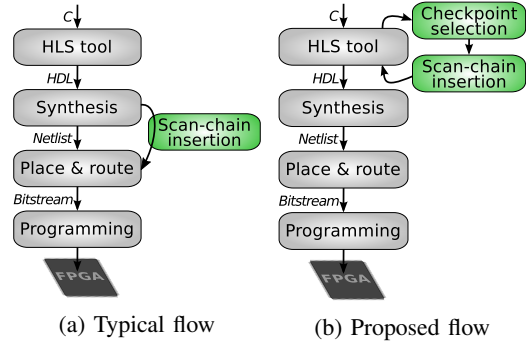 C
HLS tool
HDL
Synthesis
Scan-chain
insertion
Netlist
Place & route
Bitstream
Programming
FPGA
(a) Typical flow
C
Checkpoint
selection
HLS tool
Scan-chain
insertion
HDL
Synthesis
Netlist
Place & route
Bitstream
Programming
FPGA
(b) Proposed flow